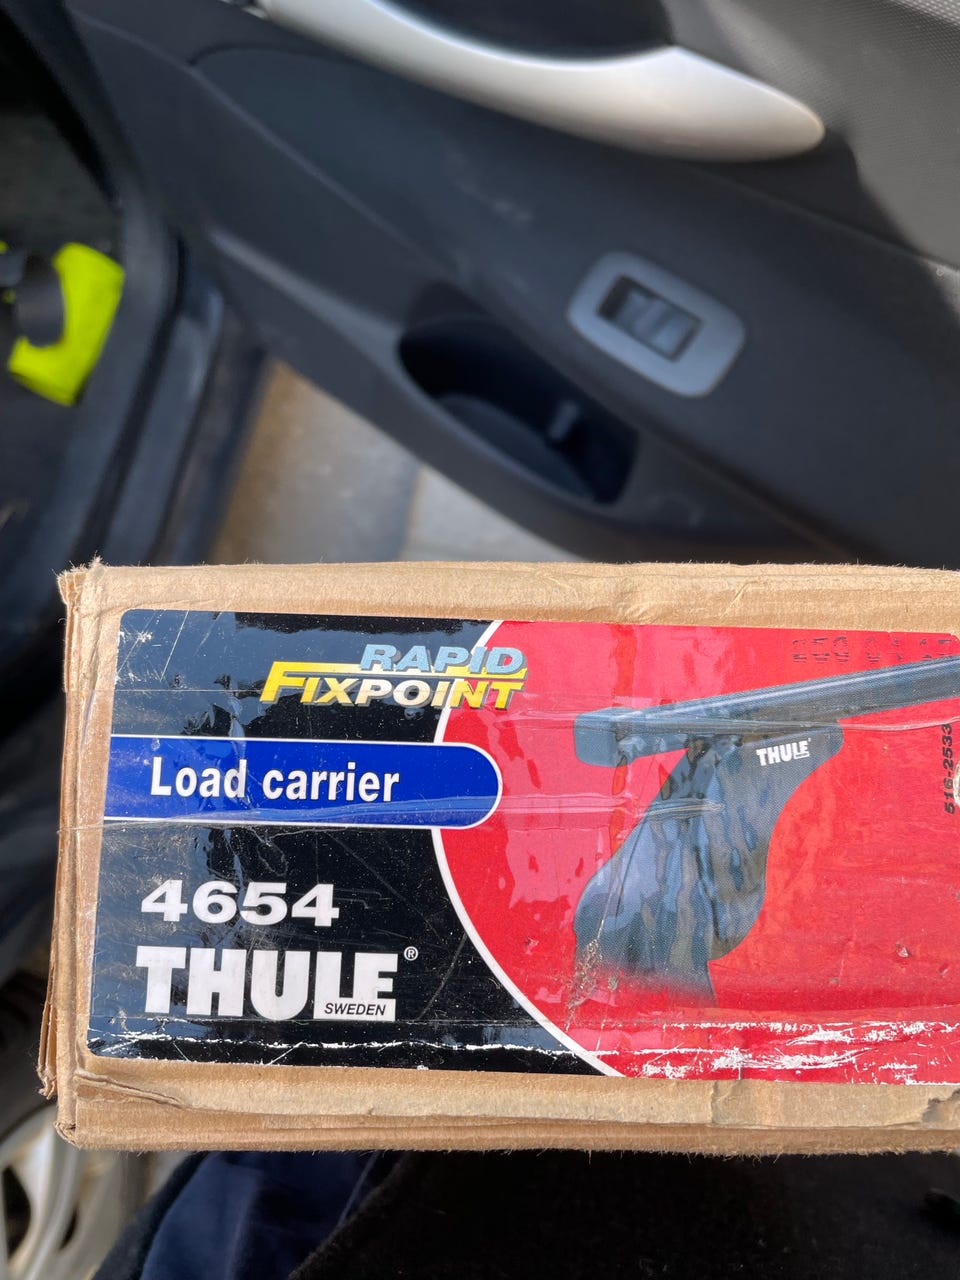 RAPID
FIXPOINT
Load carrier
4654
THULE®
SWEDEN
THULE®
516-2533